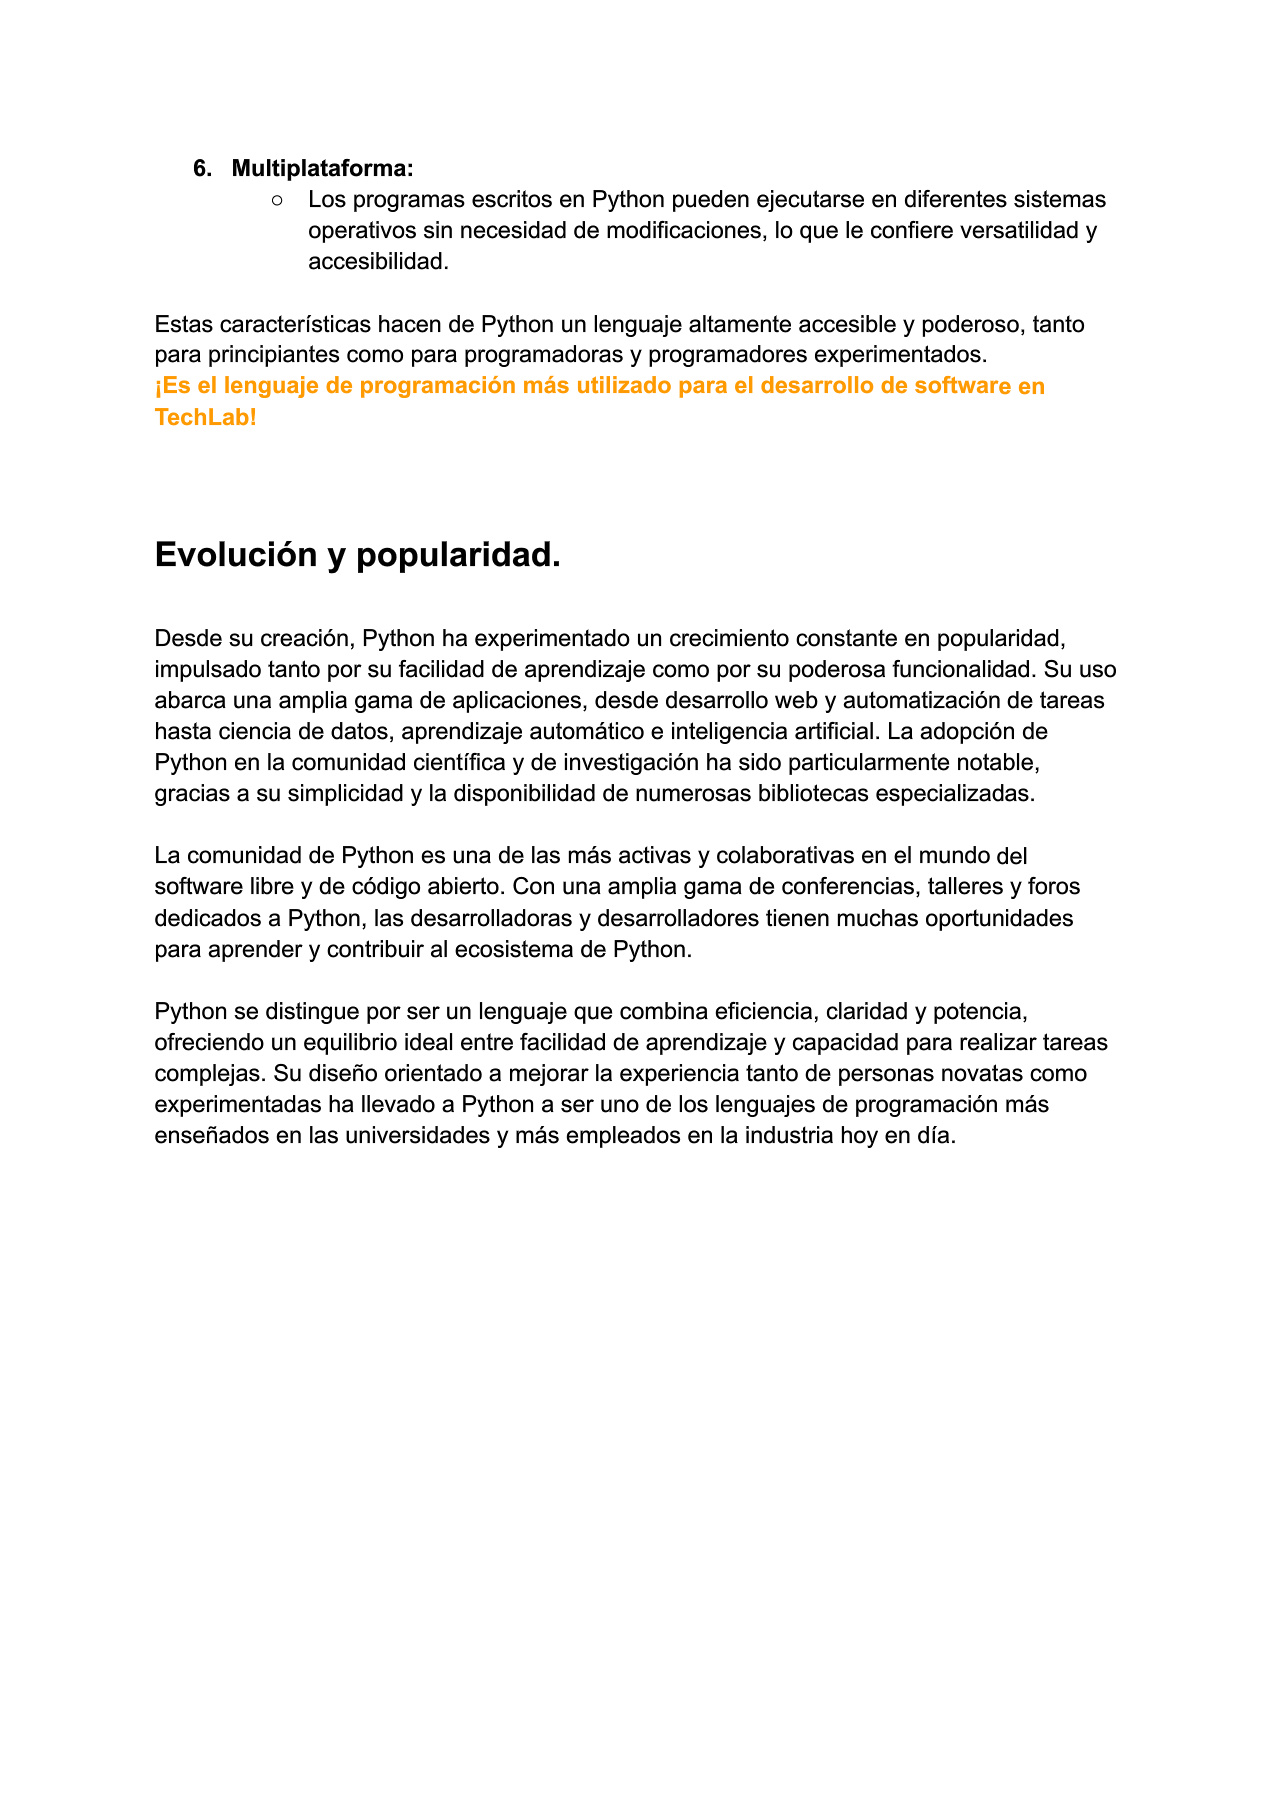 6. Multiplataforma:
○ Los programas escritos en Python pueden ejecutarse en diferentes sistemas
operativos sin necesidad de modificaciones, lo que le confiere versatilidad y
accesibilidad.
Estas características hacen de Python un lenguaje altamente accesible y poderoso, tanto
para principiantes como para programadoras y programadores experimentados.
¡Es el lenguaje de programación más utilizado para el desarrollo de software en
TechLab!
Evolución y popularidad.
Desde su creación, Python ha experimentado un crecimiento constante en popularidad,
impulsado tanto por su facilidad de aprendizaje como por su poderosa funcionalidad. Su uso
abarca una amplia gama de aplicaciones, desde desarrollo web y automatización de tareas
hasta ciencia de datos, aprendizaje automático e inteligencia artificial. La adopción de
Python en la comunidad científica y de investigación ha sido particularmente notable,
gracias a su simplicidad y la disponibilidad de numerosas bibliotecas especializadas.
La comunidad de Python es una de las más activas y colaborativas en el mundo del
software libre y de código abierto. Con una amplia gama de conferencias, talleres y foros
dedicados a Python, las desarrolladoras y desarrolladores tienen muchas oportunidades
para aprender y contribuir al ecosistema de Python.
Python se distingue por ser un lenguaje que combina eficiencia, claridad y potencia,
ofreciendo un equilibrio ideal entre facilidad de aprendizaje y capacidad para realizar tareas
complejas. Su diseño orientado a mejorar la experiencia tanto de personas novatas como
experimentadas ha llevado a Python a ser uno de los lenguajes de programación más
enseñados en las universidades y más empleados en la industria hoy en día.